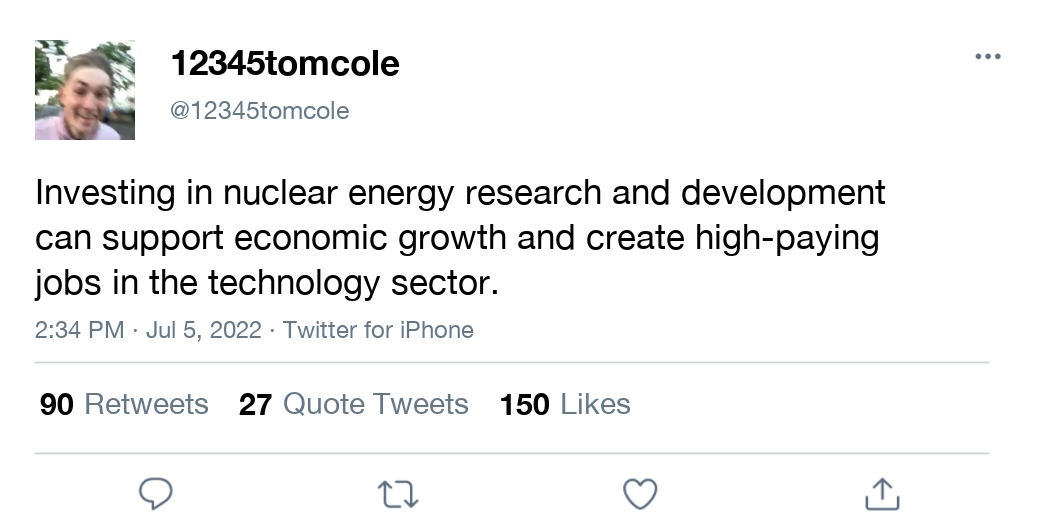 12345tomcole
@12345tomcole
Investing in nuclear energy research and development
can support economic growth and create high-paying
jobs in the technology sector.
2:34 PM · Jul 5, 2022 · Twitter for iPhone
90 Retweets 27 Quote Tweets 150 Likes